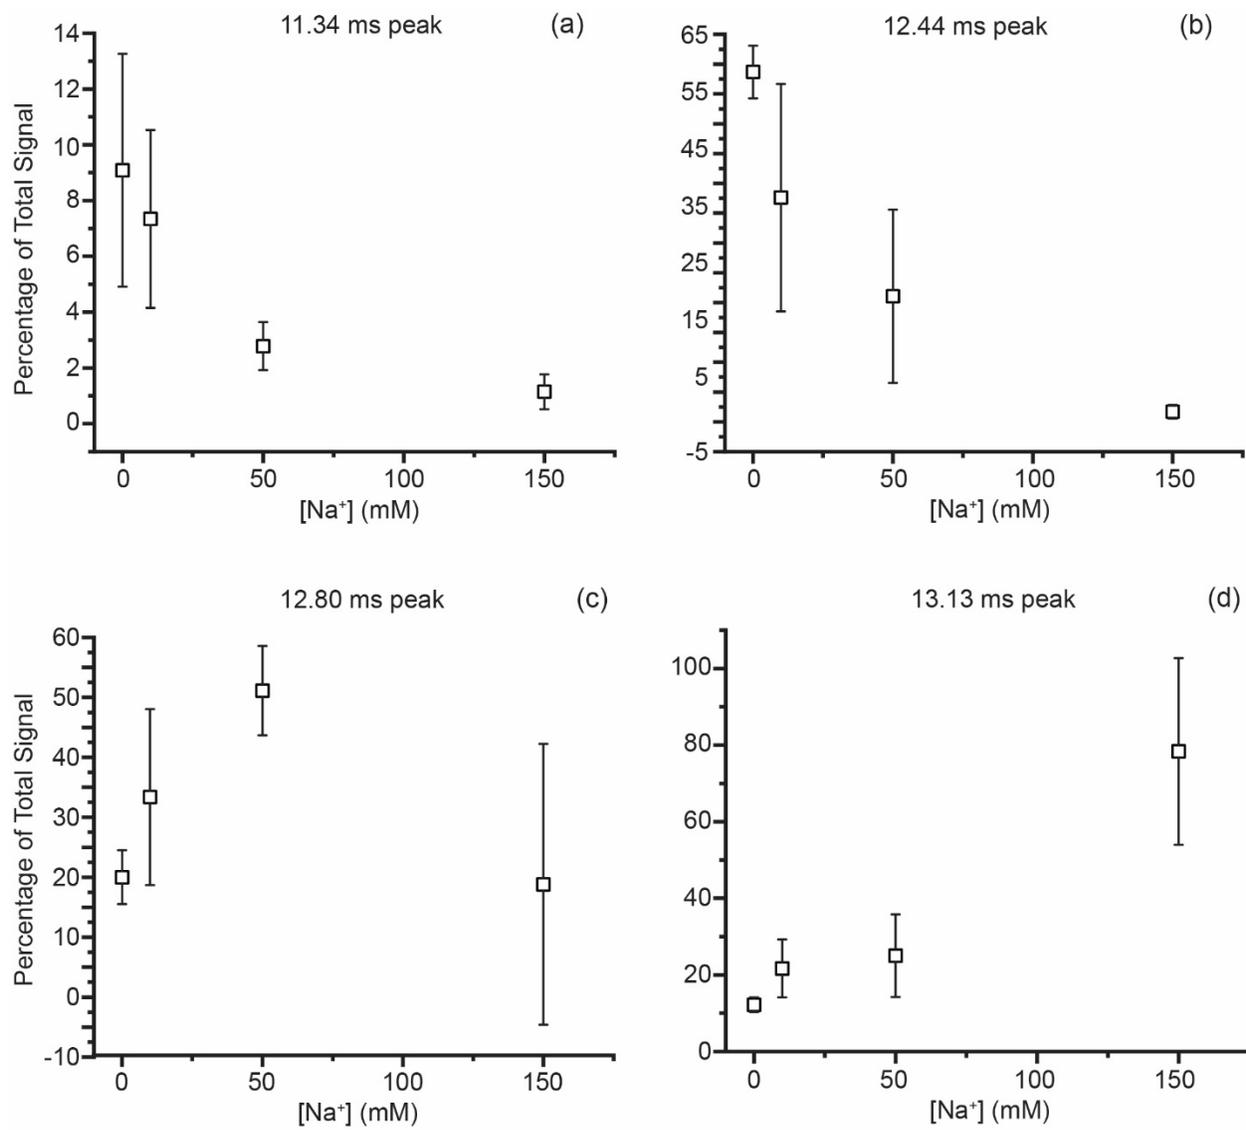 11.34 ms peak (a)
Percentage of Total Signal
14
12
10
8
6
4
2
0
0 50 100 150
[Na⁺] (mM)
12.44 ms peak (b)
65
55
45
35
25
15
5
-5
0 50 100 150
[Na⁺] (mM)
12.80 ms peak (c)
Percentage of Total Signal
60
50
40
30
20
10
0
-10
0 50 100 150
[Na⁺] (mM)
13.13 ms peak (d)
100
80
60
40
20
0
0 50 100 150
[Na⁺] (mM)